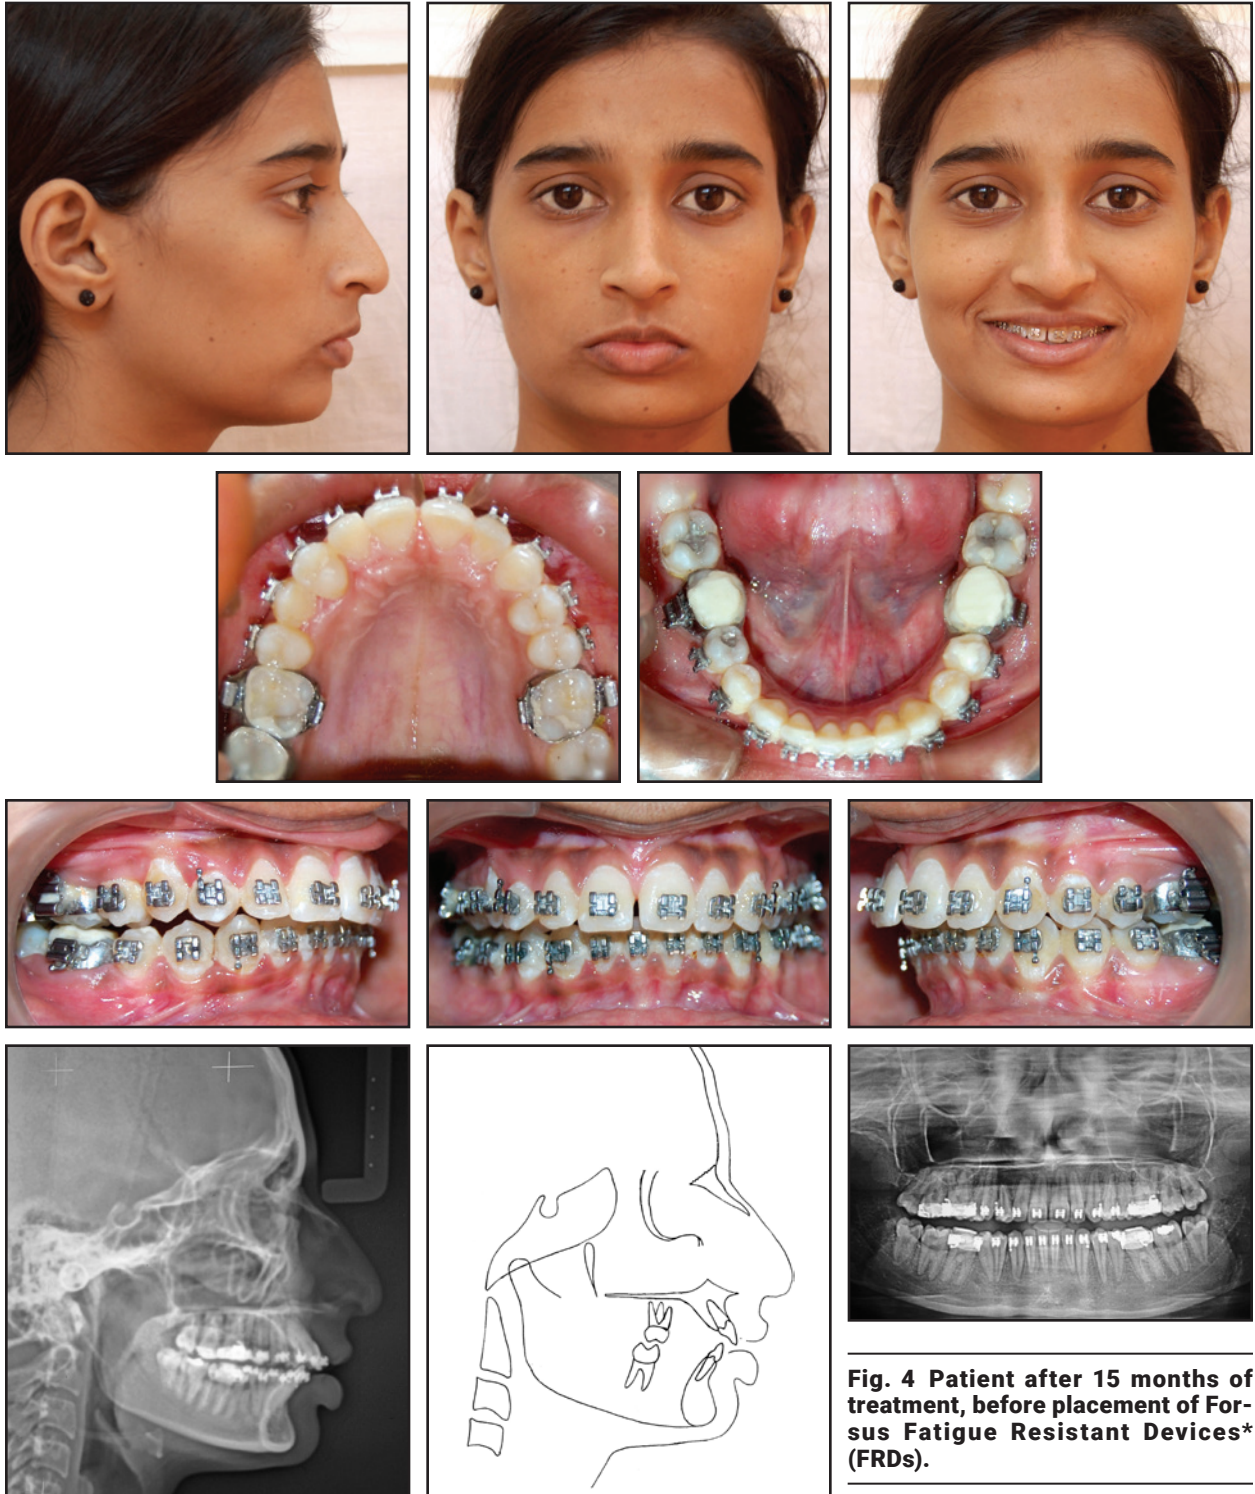 Fig. 4 Patient after 15 months of
treatment, before placement of For-
sus Fatigue Resistant Devices*
(FRDs).